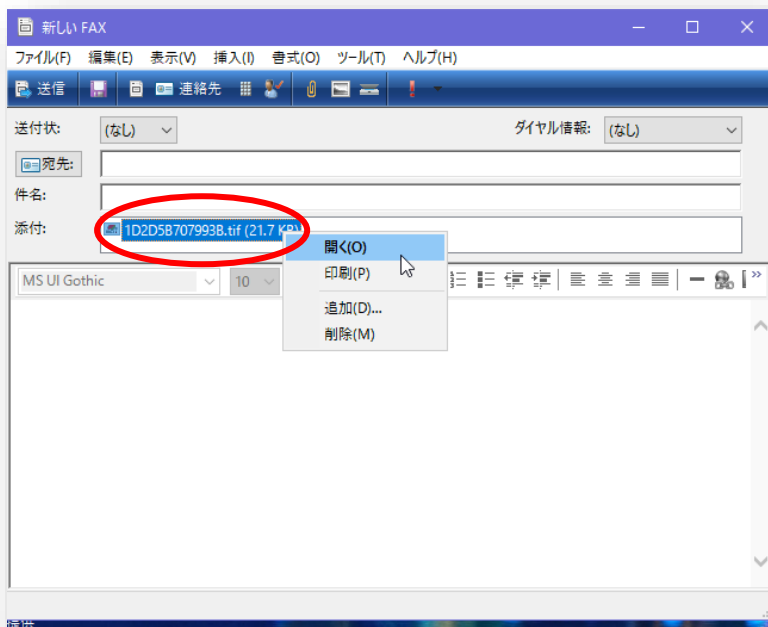 新しい FAX
ファイル(F) 編集(E) 表示(V) 挿入(I) 書式(O) ツール(T) ヘルプ(H)
送信 連絡先
送付状: (なし) ダイヤル情報: (なし)
宛先:
件名:
添付: 1D2D5B707993B.tif (21.7 KB)
開く(O)
MS UI Gothic 10 印刷(P)
追加(D)...
削除(M)